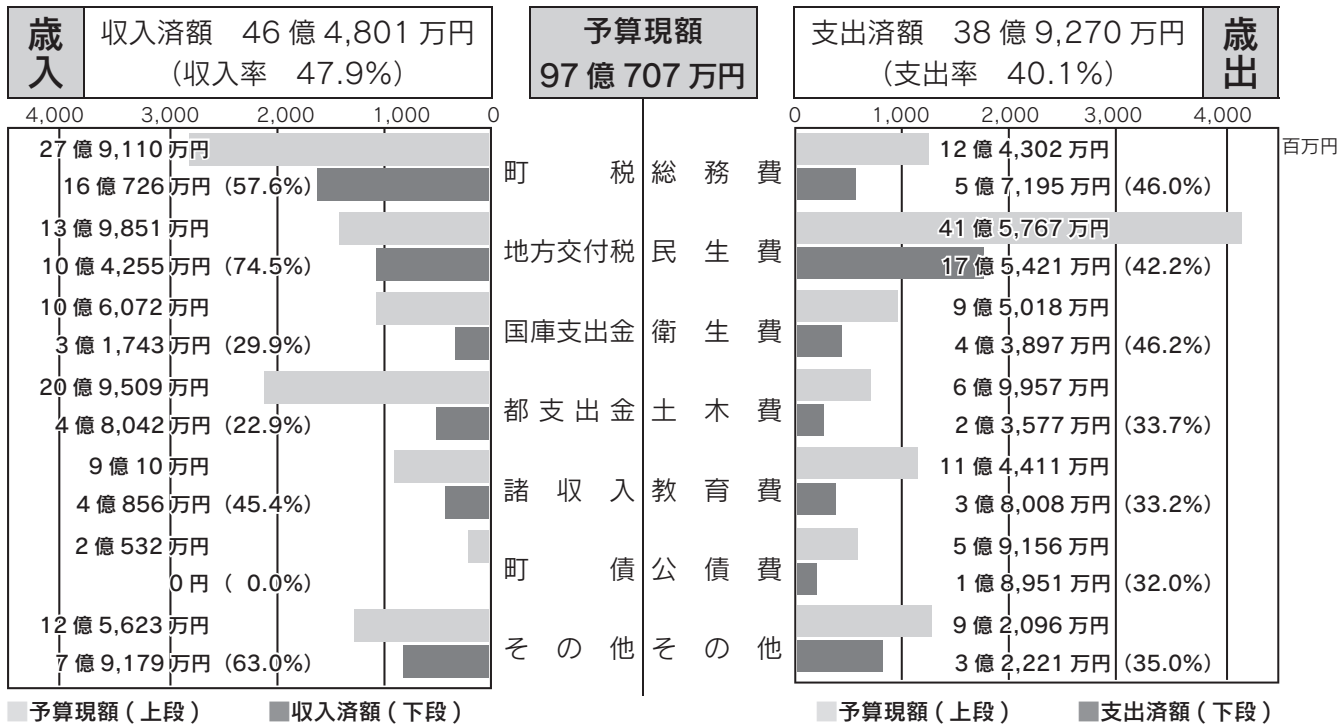 歳入
収入済額 46億4,801万円
(収入率 47.9%)
予算現額
97億707万円
支出済額 38億9,270万円
(支出率 40.1%)
歳出
4,000 3,000 2,000 1,000 0
0 1,000 2,000 3,000 4,000
百万円
27億9,110万円
16億726万円 (57.6%)
町税
総務費
12億4,302万円
5億7,195万円 (46.0%)
13億9,851万円
10億4,255万円 (74.5%)
地方交付税
民生費
41億5,767万円
17億5,421万円 (42.2%)
10億6,072万円
3億1,743万円 (29.9%)
国庫支出金
衛生費
9億5,018万円
4億3,897万円 (46.2%)
20億9,509万円
4億8,042万円 (22.9%)
都支出金
土木費
6億9,957万円
2億3,577万円 (33.7%)
9億10万円
4億856万円 (45.4%)
諸収入
教育費
11億4,411万円
3億8,008万円 (33.2%)
2億532万円
0円 ( 0.0%)
町債
公債費
5億9,156万円
1億8,951万円 (32.0%)
12億5,623万円
7億9,179万円 (63.0%)
その他
その他
9億2,096万円
3億2,221万円 (35.0%)
予算現額(上段) 収入済額(下段)
予算現額(上段) 支出済額(下段)